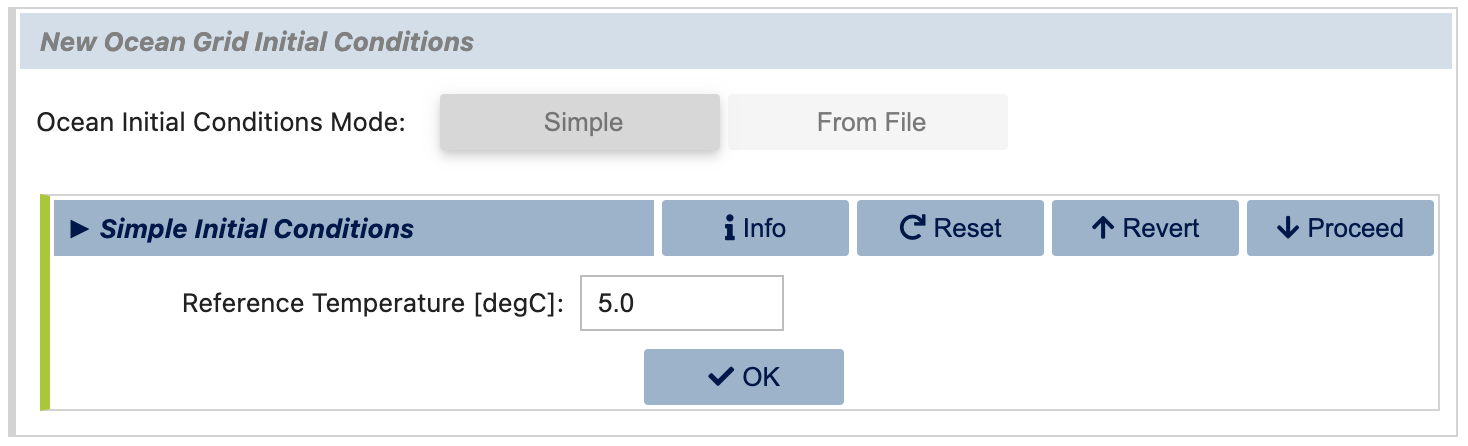 New Ocean Grid Initial Conditions
Ocean Initial Conditions Mode: Simple From File
Simple Initial Conditions Info Reset Revert Proceed
Reference Temperature [degC]: 5.0
OK